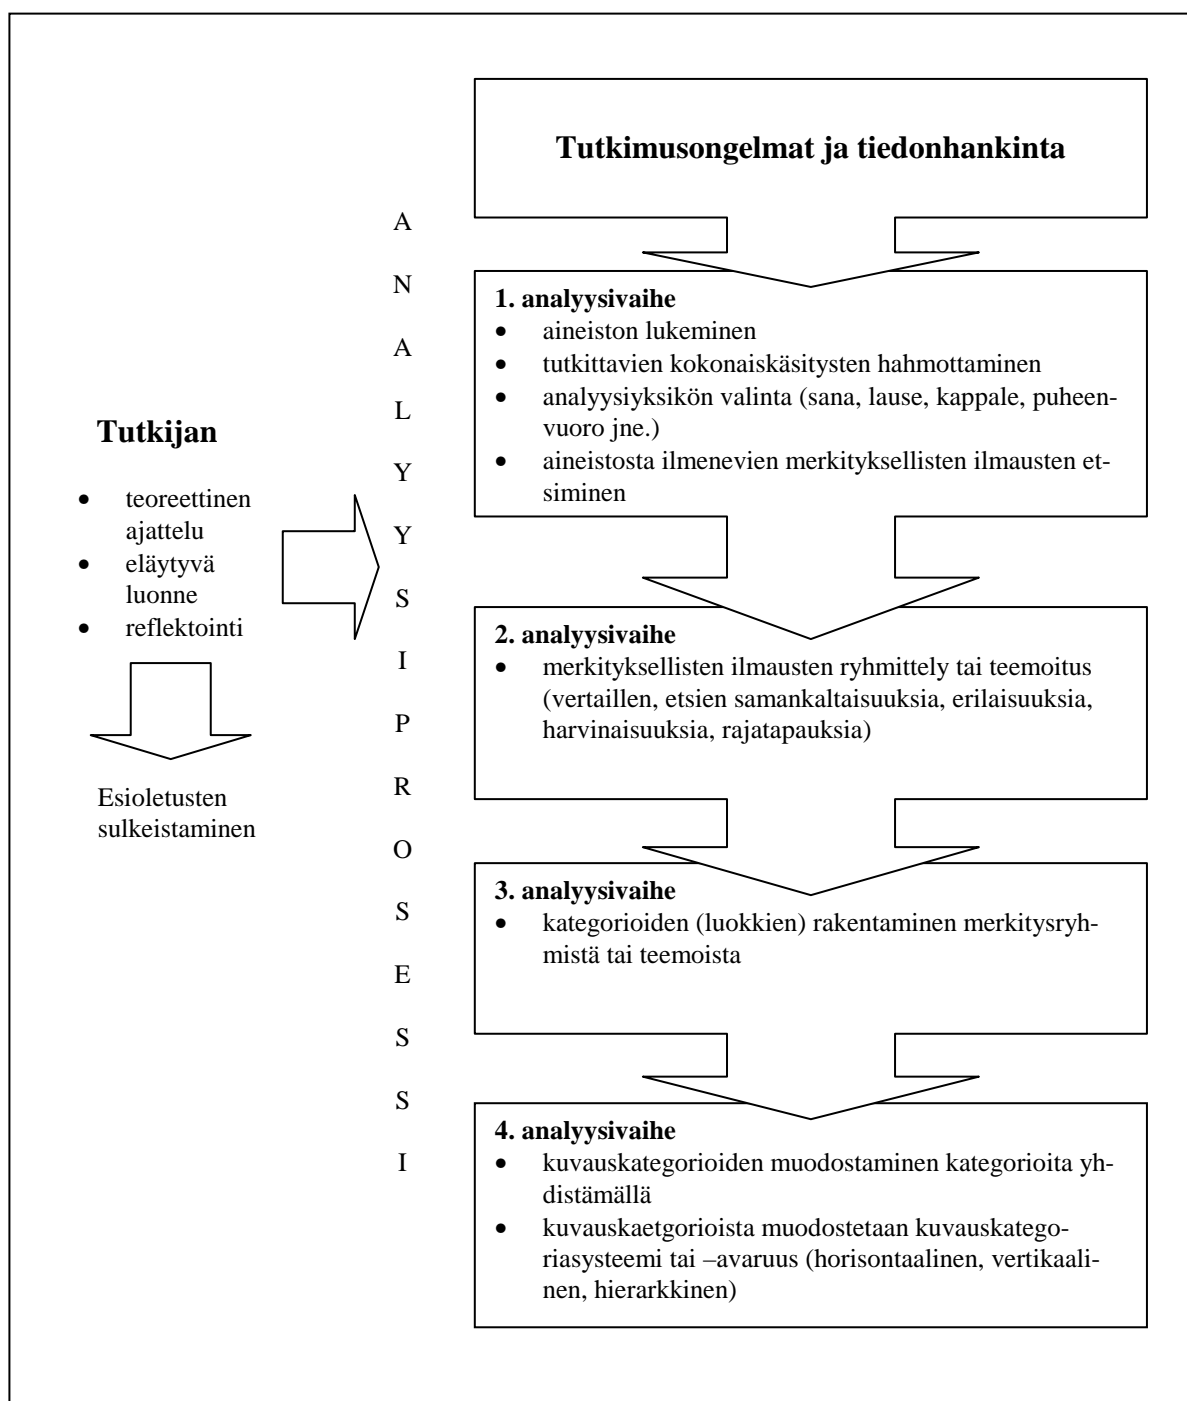 Tutkimusongelmat ja tiedonhankinta
A
N
A
L
Y
Y
S
I
P
R
O
S
E
S
S
I
Tutkijan
• teoreettinen
ajattelu
• eläytyvä
luonne
• reflektointi
Esioletusten
sulkeistaminen
1. analyysivaihe
• aineiston lukeminen
• tutkittavien kokonaiskäsitysten hahmottaminen
• analyysiyksikön valinta (sana, lause, kappale, puheen-
vuoro jne.)
• aineistosta ilmenevien merkityksellisten ilmausten et-
siminen
2. analyysivaihe
• merkityksellisten ilmausten ryhmittely tai teemoitus
(vertaillen, etsien samankaltaisuuksia, erilaisuuksia,
harvinaisuuksia, rajatapauksia)
3. analyysivaihe
• kategorioiden (luokkien) rakentaminen merkitysryh-
mistä tai teemoista
4. analyysivaihe
• kuvauskategorioiden muodostaminen kategorioita yh-
distämällä
• kuvauskaetgorioista muodostetaan kuvauskatego-
riasysteemi tai –avaruus (horisontaalinen, vertikaali-
nen, hierarkkinen)